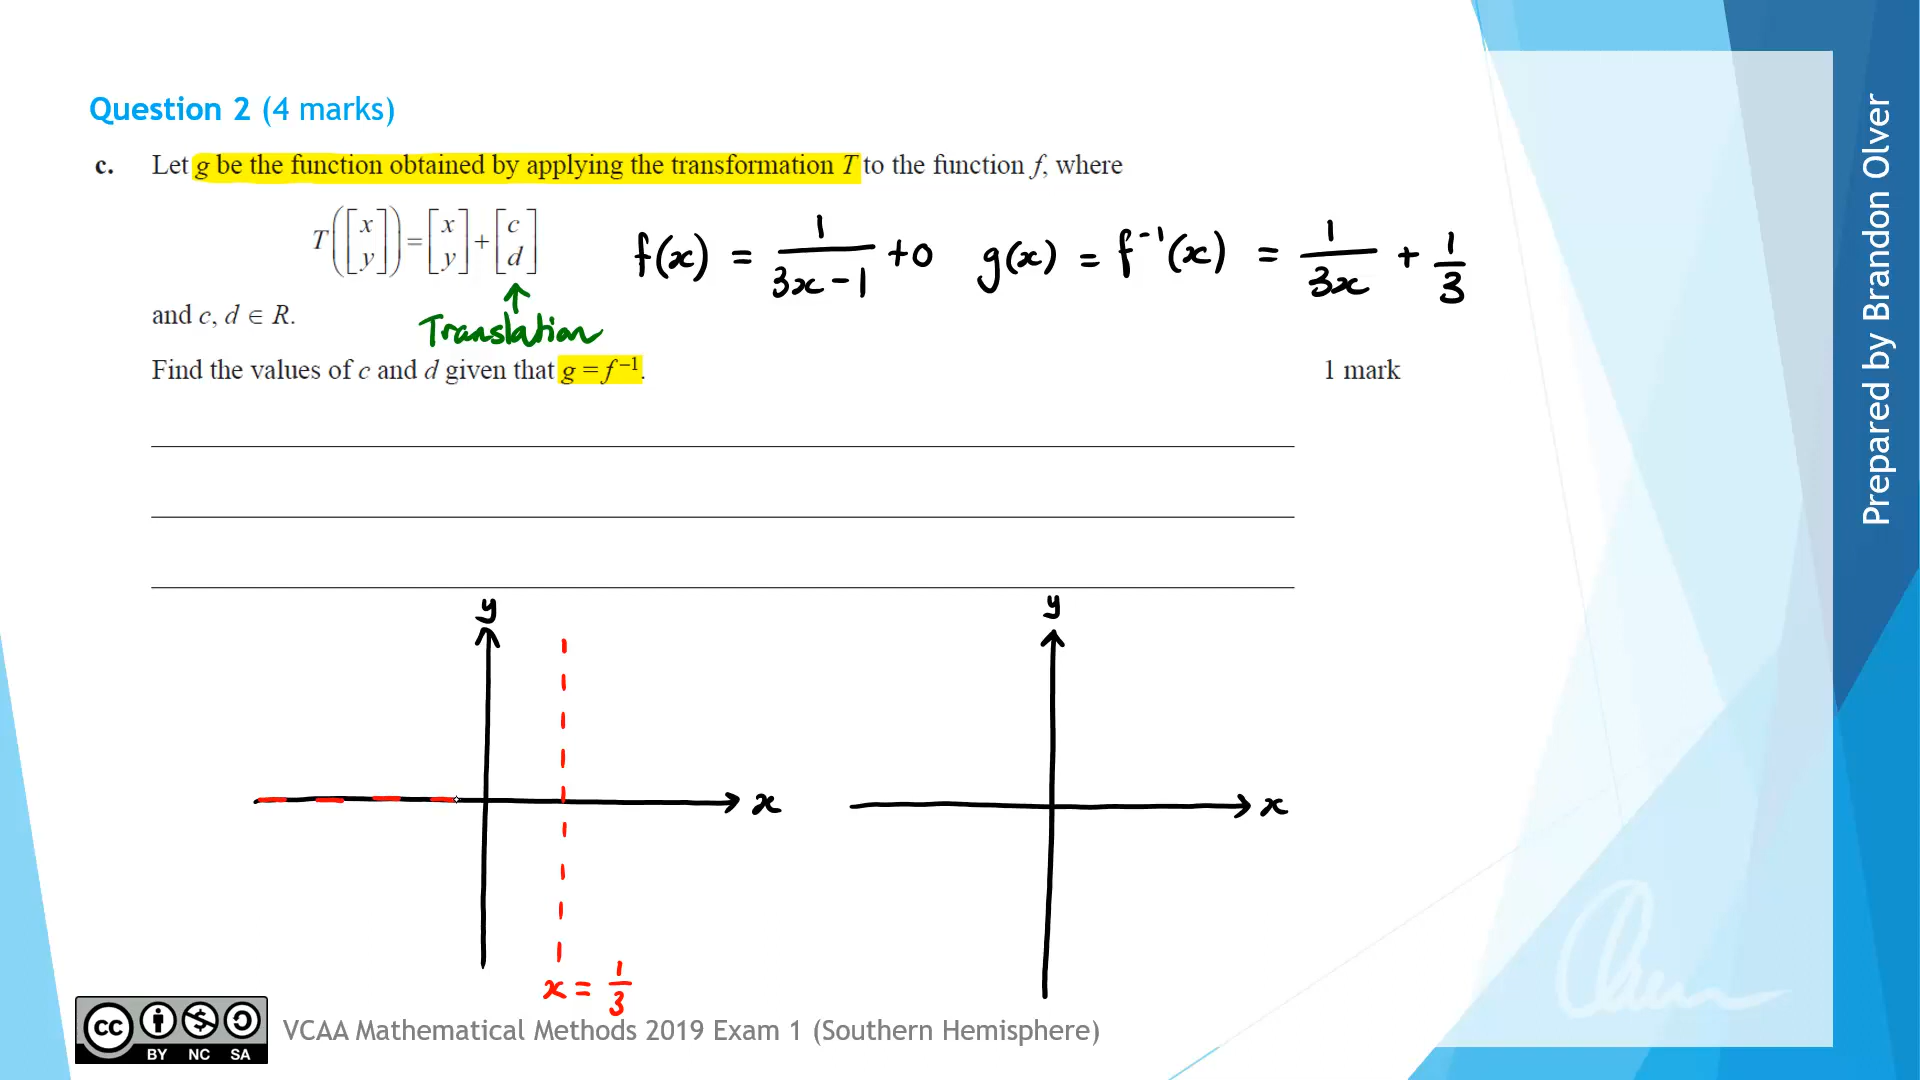 Question 2 (4 marks)
c. Let g be the function obtained by applying the transformation T to the function f, where
T([x y]) = [x y] + [c d]
f(x) = 1/(3x-1) +0 g(x) = f⁻¹(x) = 1/3x + 1/3
and c, d ∈ R.
Translation
Find the values of c and d given that g = f⁻¹.
1 mark
y
y
x
x
x = 1/3
CC BY NC SA
VCAA Mathematical Methods 2019 Exam 1 (Southern Hemisphere)
Prepared by Brandon Olver